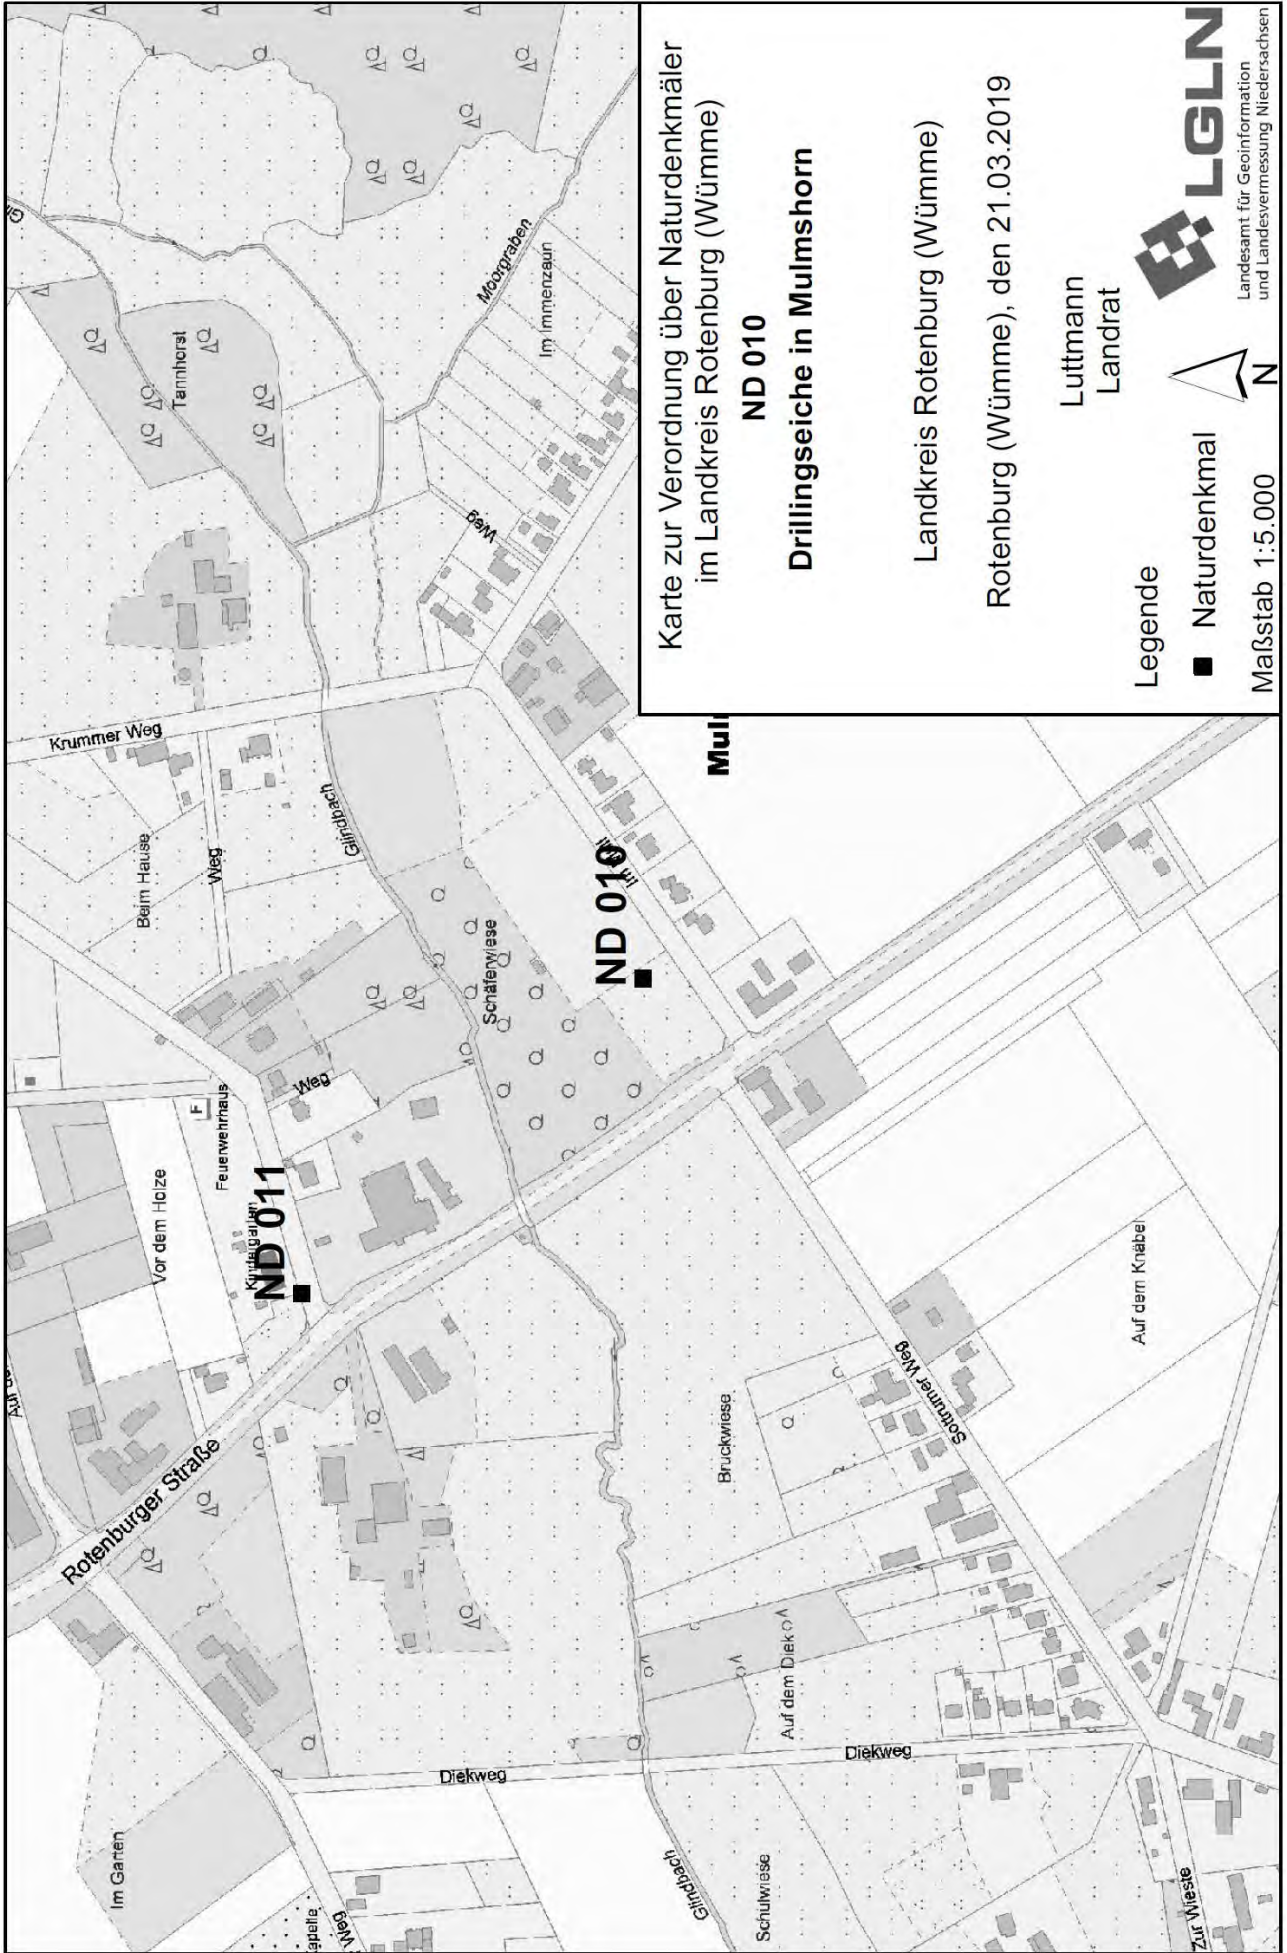 Karte zur Verordnung über Naturdenkmäler
im Landkreis Rotenburg (Wümme)
ND 010
Drillingseiche in Mulmshorn
Landkreis Rotenburg (Wümme)
Rotenburg (Wümme), den 21.03.2019
Luttmann
Landrat
Legende
Naturdenkmal
Maßstab 1:5.000
N
LGLN
Landesamt für Geoinformation
und Landesvermessung Niedersachsen
Im Garten
Rotenburger Straße
Vor dem Holze
Feuerwehrhaus
F
ND 011
Weg
Beim Hause
Weg
Krummer Weg
Tannhorst
Glindbach
Moorgraben
Im Immenzaun
Weg
Schäferwiese
ND 010
Diekweg
Weg
Glindbach
Schulwiese
Auf dem Diek
Diekweg
Bruckwiese
Sottrumer Weg
Auf dem Knäbel
Zur Wieste